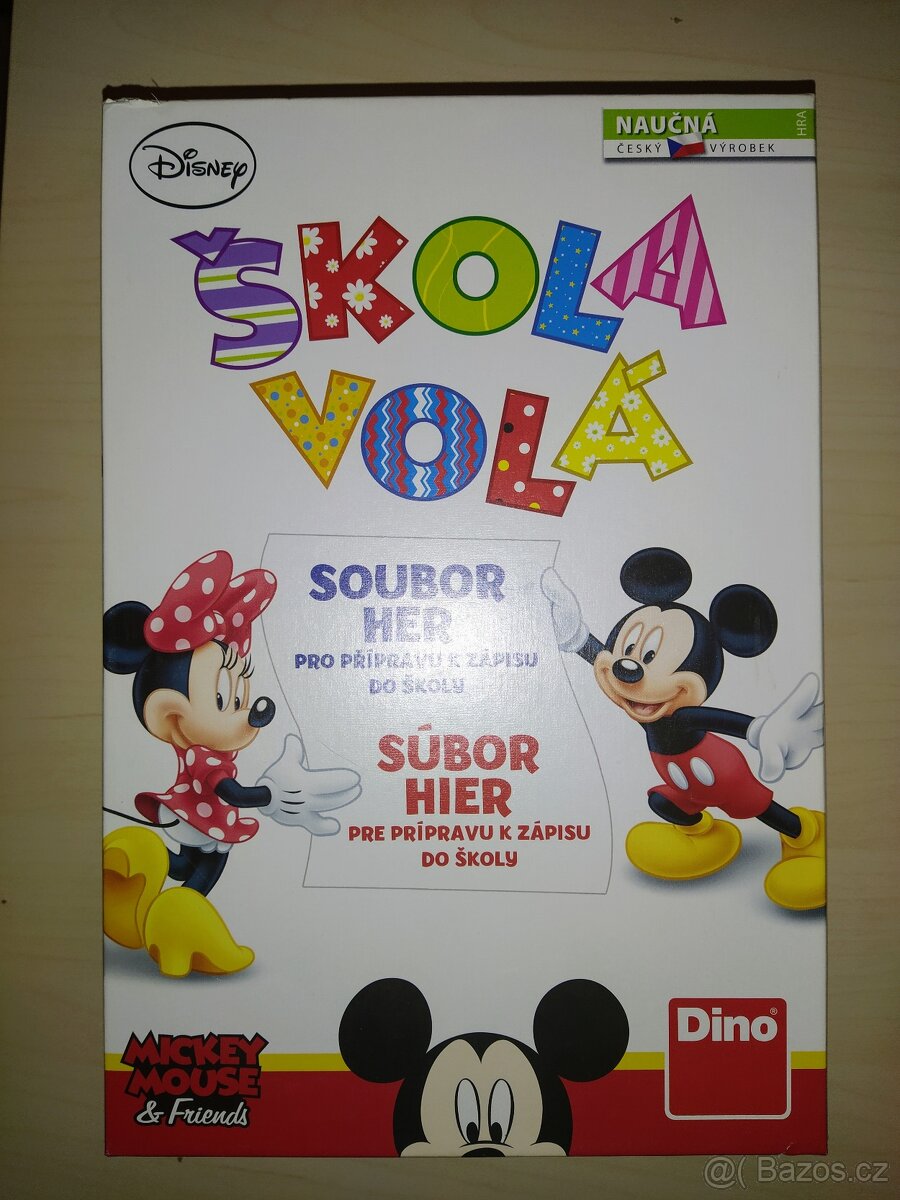 Disney
NAUČNÁ
HRA
ČESKÝ VÝROBEK
ŠKOLA
VOLÁ
SOUBOR
HER
PRO PŘÍPRAVU K ZÁPISU
DO ŠKOLY
SÚBOR
HIER
PRE PRÍPRAVU K ZÁPISU
DO ŠKOLY
MICKEY
MOUSE
& Friends
Dino®
@( Bazos.cz